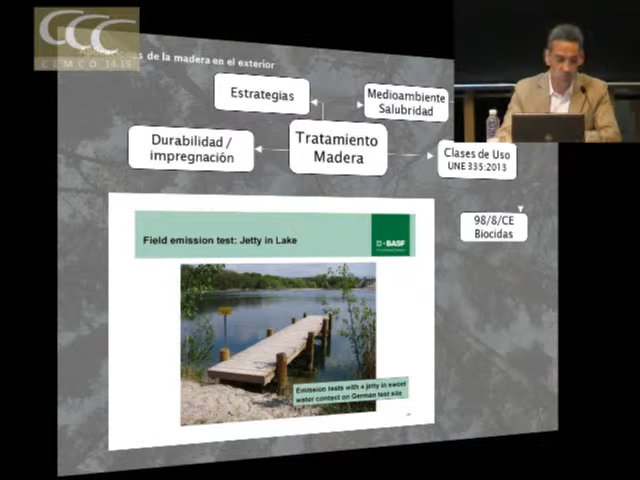 CEMCO 14.15
Aplicaciones de la madera en el exterior
Estrategias
Medioambiente
Salubridad
Durabilidad /
impregnación
Tratamiento
Madera
Clases de Uso
UNE 335:2013
98/8/CE
Biocidas
Field emission test: Jetty in Lake
BASF
Emission tests with a jetty in sweet
water contact on German test site